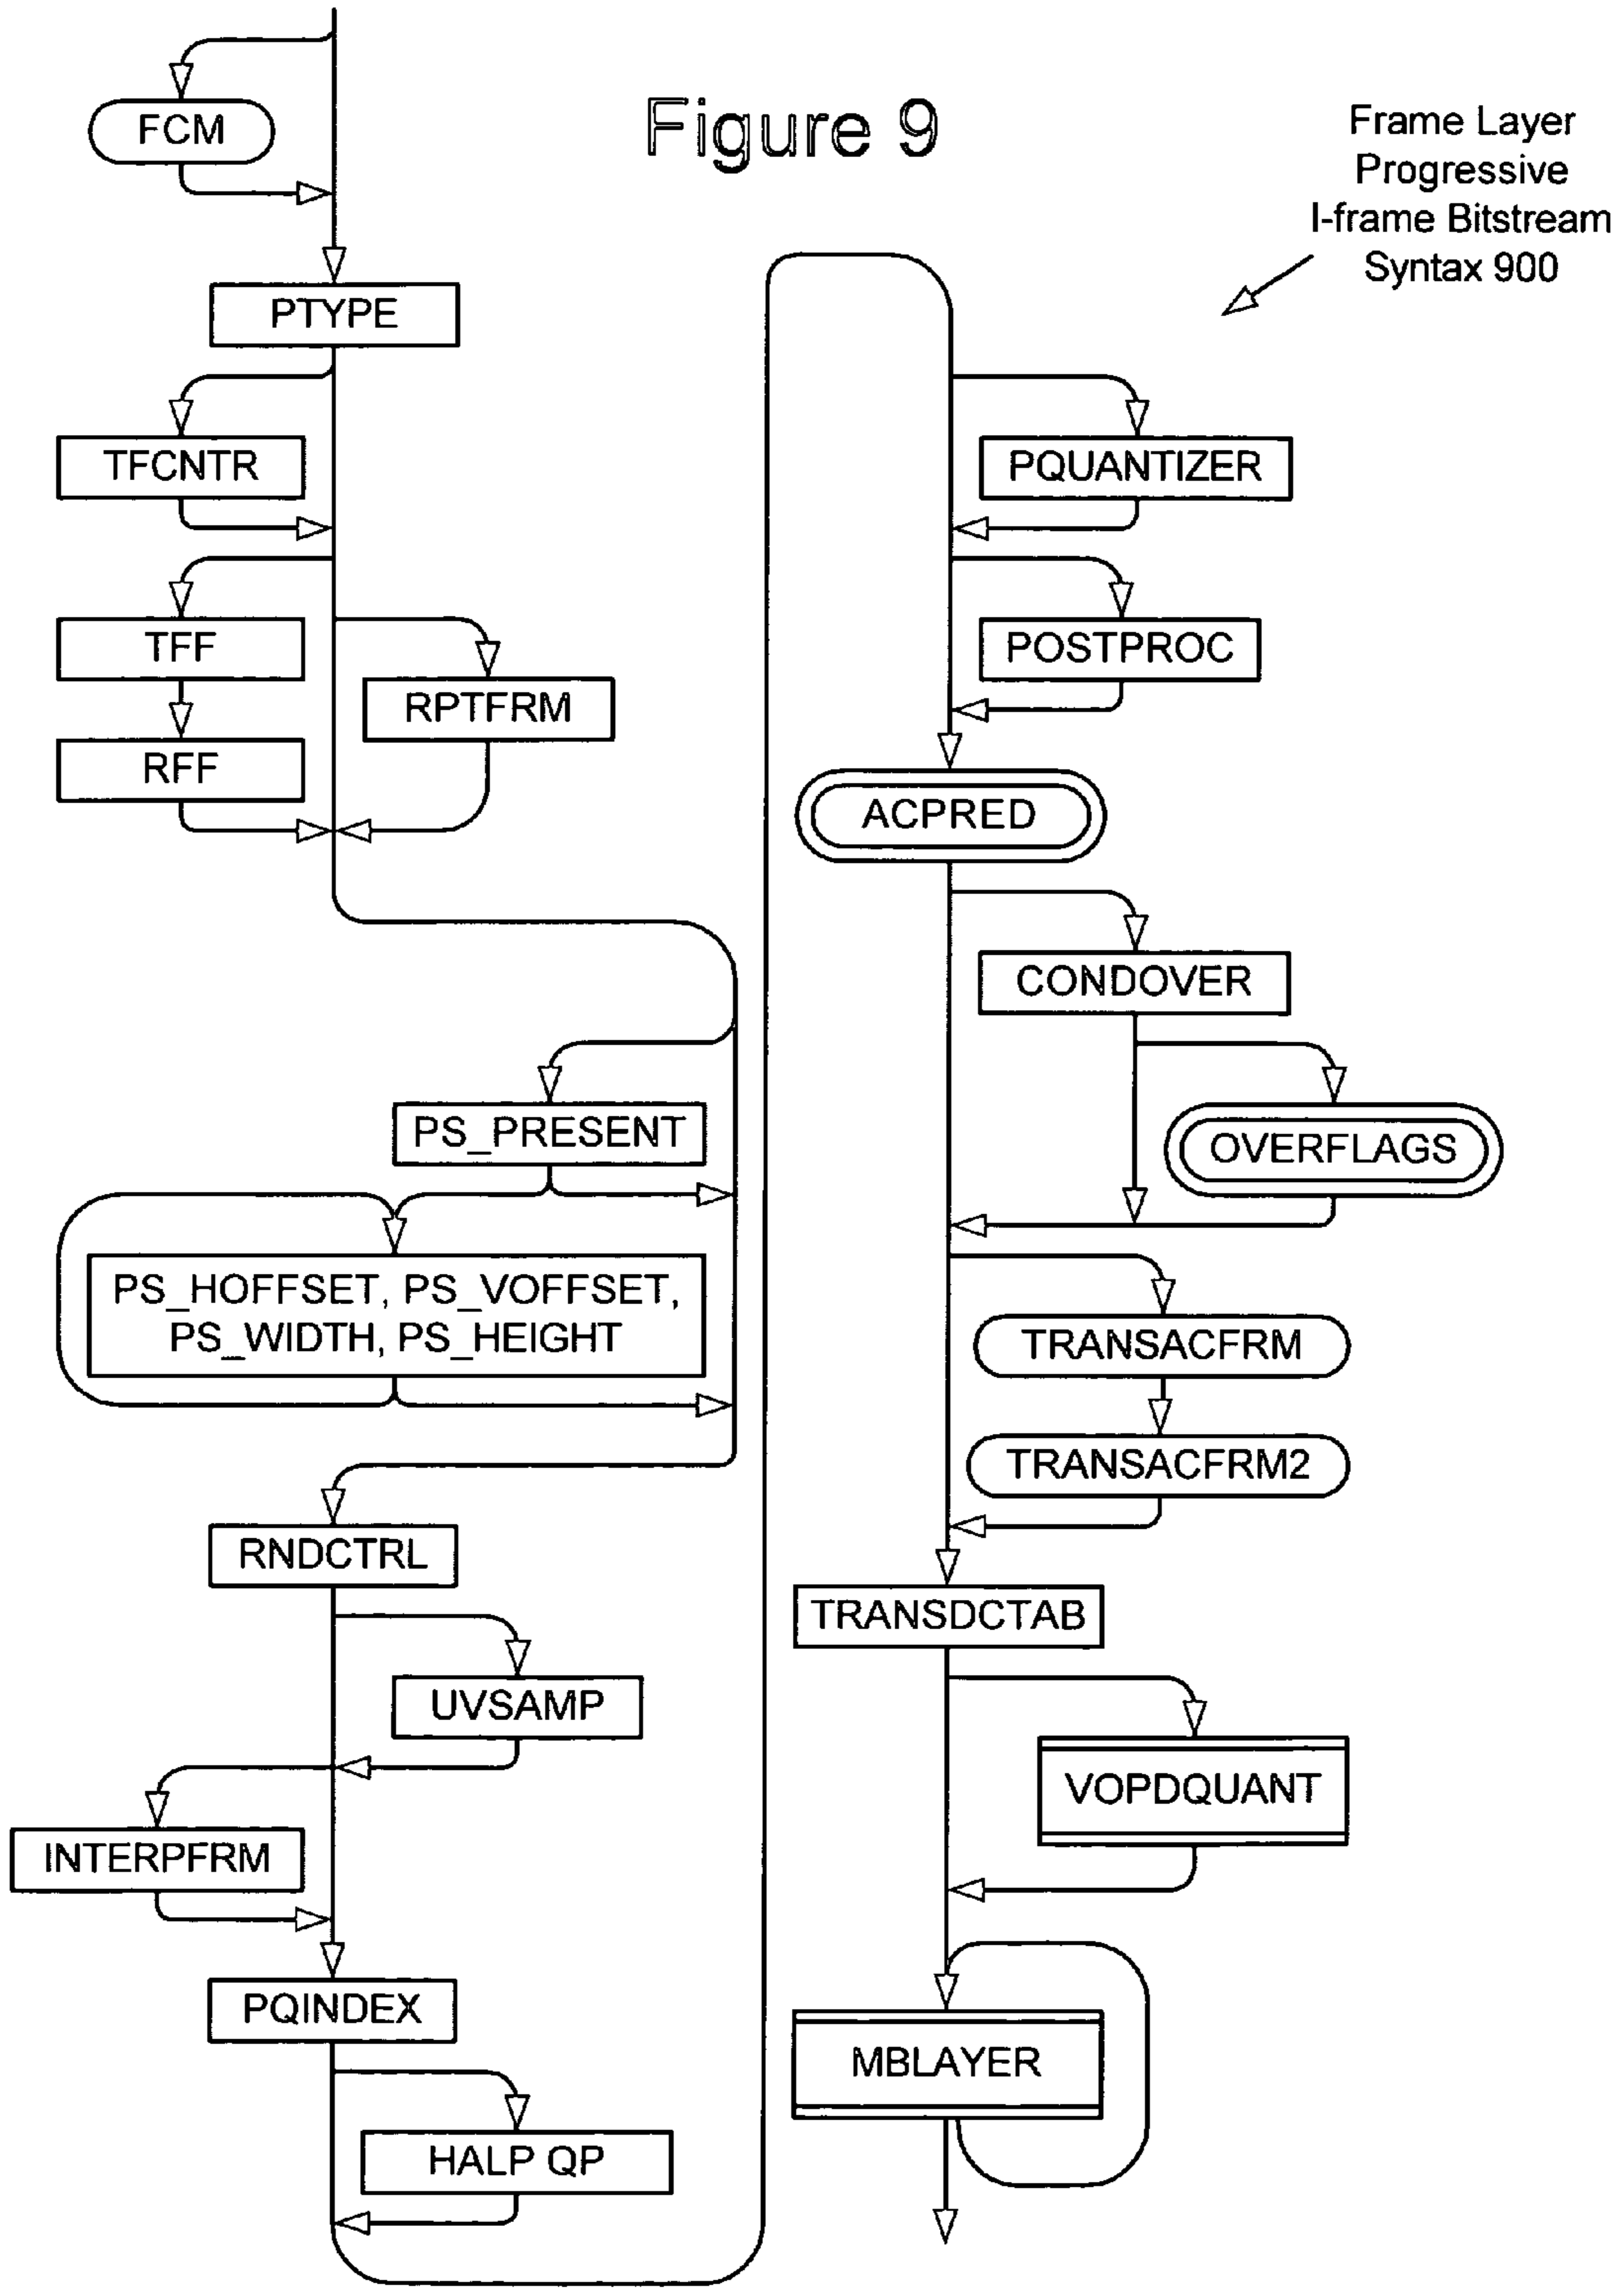 Figure 9
Frame Layer
Progressive
I-frame Bitstream
Syntax 900
FCM
PTYPE
TFCNTR
TFF
RPTFRM
RFF
PS_PRESENT
PS_HOFFSET, PS_VOFFSET,
PS_WIDTH, PS_HEIGHT
RNDCTRL
UVSAMP
INTERPFRM
PQINDEX
HALP QP
PQUANTIZER
POSTPROC
ACPRED
CONDOVER
OVERFLAGS
TRANSACFRM
TRANSACFRM2
TRANSDCTAB
VOPDQUANT
MBLAYER